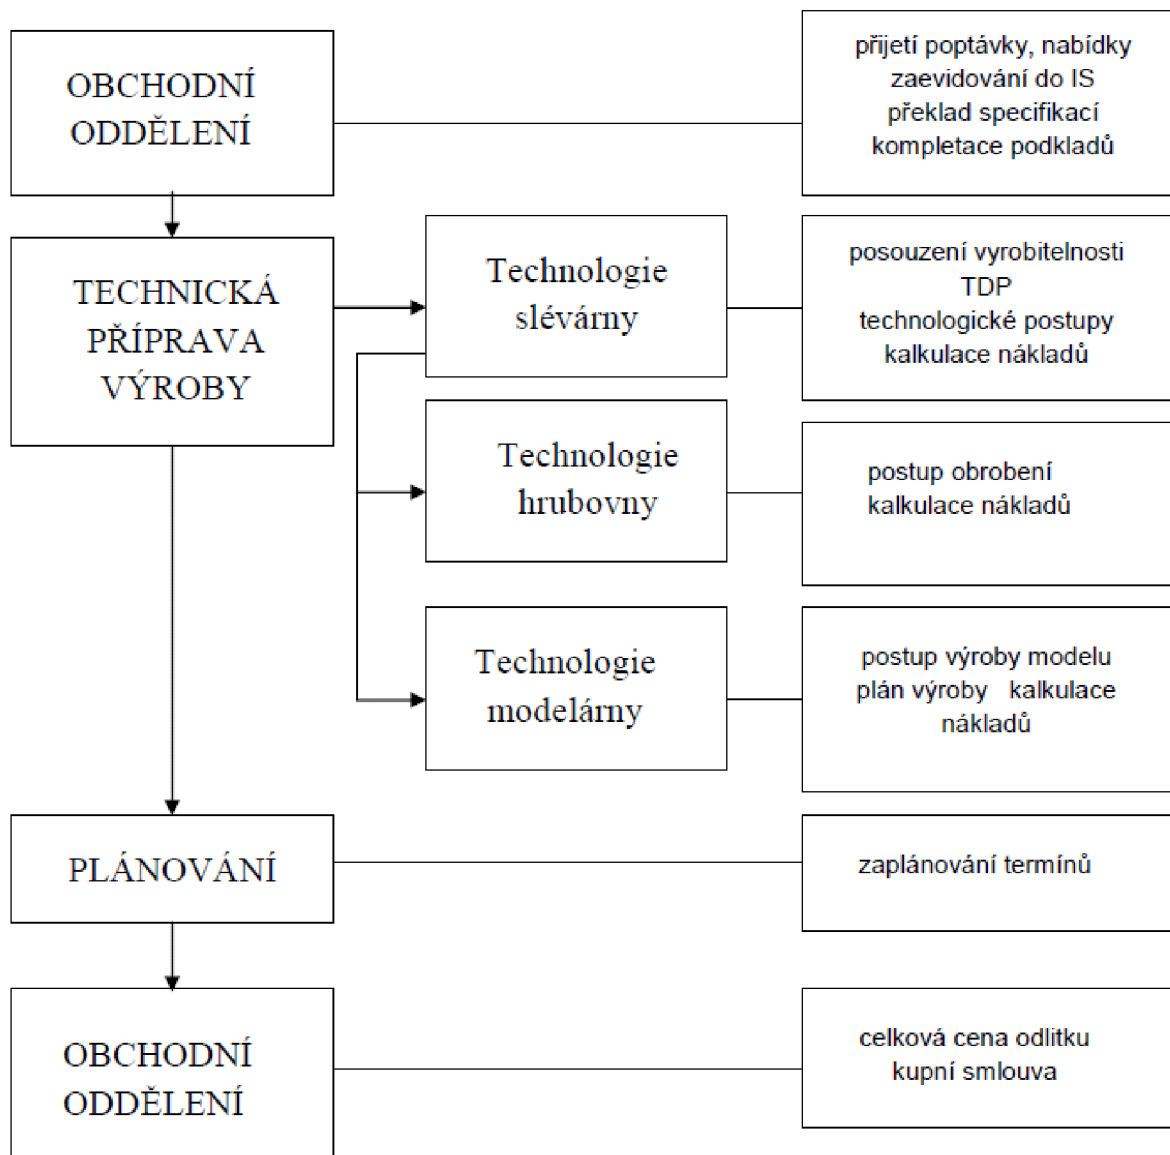 OBCHODNÍ
ODDĚLENÍ
přijetí poptávky, nabídky
zaevidování do IS
překlad specifikací
kompletace podkladů
TECHNICKÁ
PŘÍPRAVA
VÝROBY
Technologie
slévárny
posouzení vyrobitelnosti
TDP
technologické postupy
kalkulace nákladů
Technologie
hrubovny
postup obrobení
kalkulace nákladů
Technologie
modelárny
postup výroby modelu
plán výroby   kalkulace
nákladů
PLÁNOVÁNÍ
zaplánování termínů
OBCHODNÍ
ODDĚLENÍ
celková cena odlitku
kupní smlouva